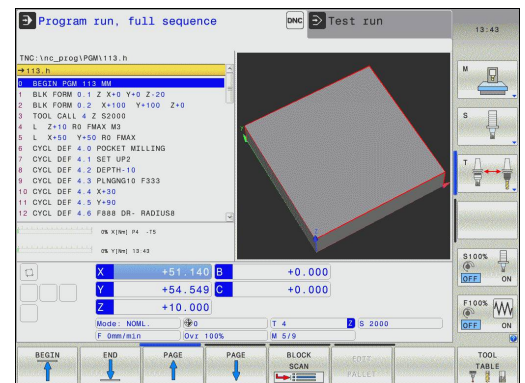 Program run, full sequence
DNC
Test run
13:43
TNC:\nc_prog\PGM\113.h
→113.h
0 BEGIN PGM 113 MM
1 BLK FORM 0.1 Z X+0 Y+0 Z-20
2 BLK FORM 0.2 X+100 Y+100 Z+0
3 TOOL CALL 4 Z S2000
4 L Z+10 R0 FMAX M3
5 L X+50 Y+50 R0 FMAX
6 CYCL DEF 4.0 POCKET MILLING
7 CYCL DEF 4.1 SET UP2
8 CYCL DEF 4.2 DEPTH-10
9 CYCL DEF 4.3 PLNGNG10 F333
10 CYCL DEF 4.4 X+30
11 CYCL DEF 4.5 Y+90
12 CYCL DEF 4.6 F888 DR- RADIUS8
0% X[Nm] P4 -T5
0% Y[Nm] 13:43
X +51.140 B +0.000
Y +54.549 C +0.000
Z +10.000
Mode: NOML. 0 T 4 Z S 2000
F 0mm/min Ovr 100% M 5/9
M
S
T
S100%
OFF ON
F100%
OFF ON
BEGIN
END
PAGE
PAGE
BLOCK SCAN
EDIT PALLET
TOOL TABLE